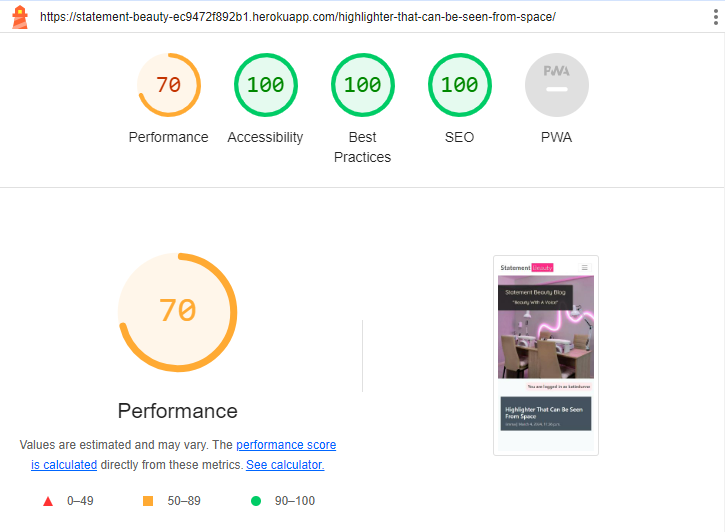 https://statement-beauty-ec9472f892b1.herokuapp.com/highlighter-that-can-be-seen-from-space/
70
100
100
100
PWA
Performance
Accessibility
Best
Practices
SEO
PWA
70
Performance
Values are estimated and may vary. The performance score
is calculated directly from these metrics. See calculator.
0–49
50–89
90–100
Statement Beauty
Statement Beauty Blog
"Beauty With A Voice"
You are logged in as
Highlighter That Can Be Seen
From Space